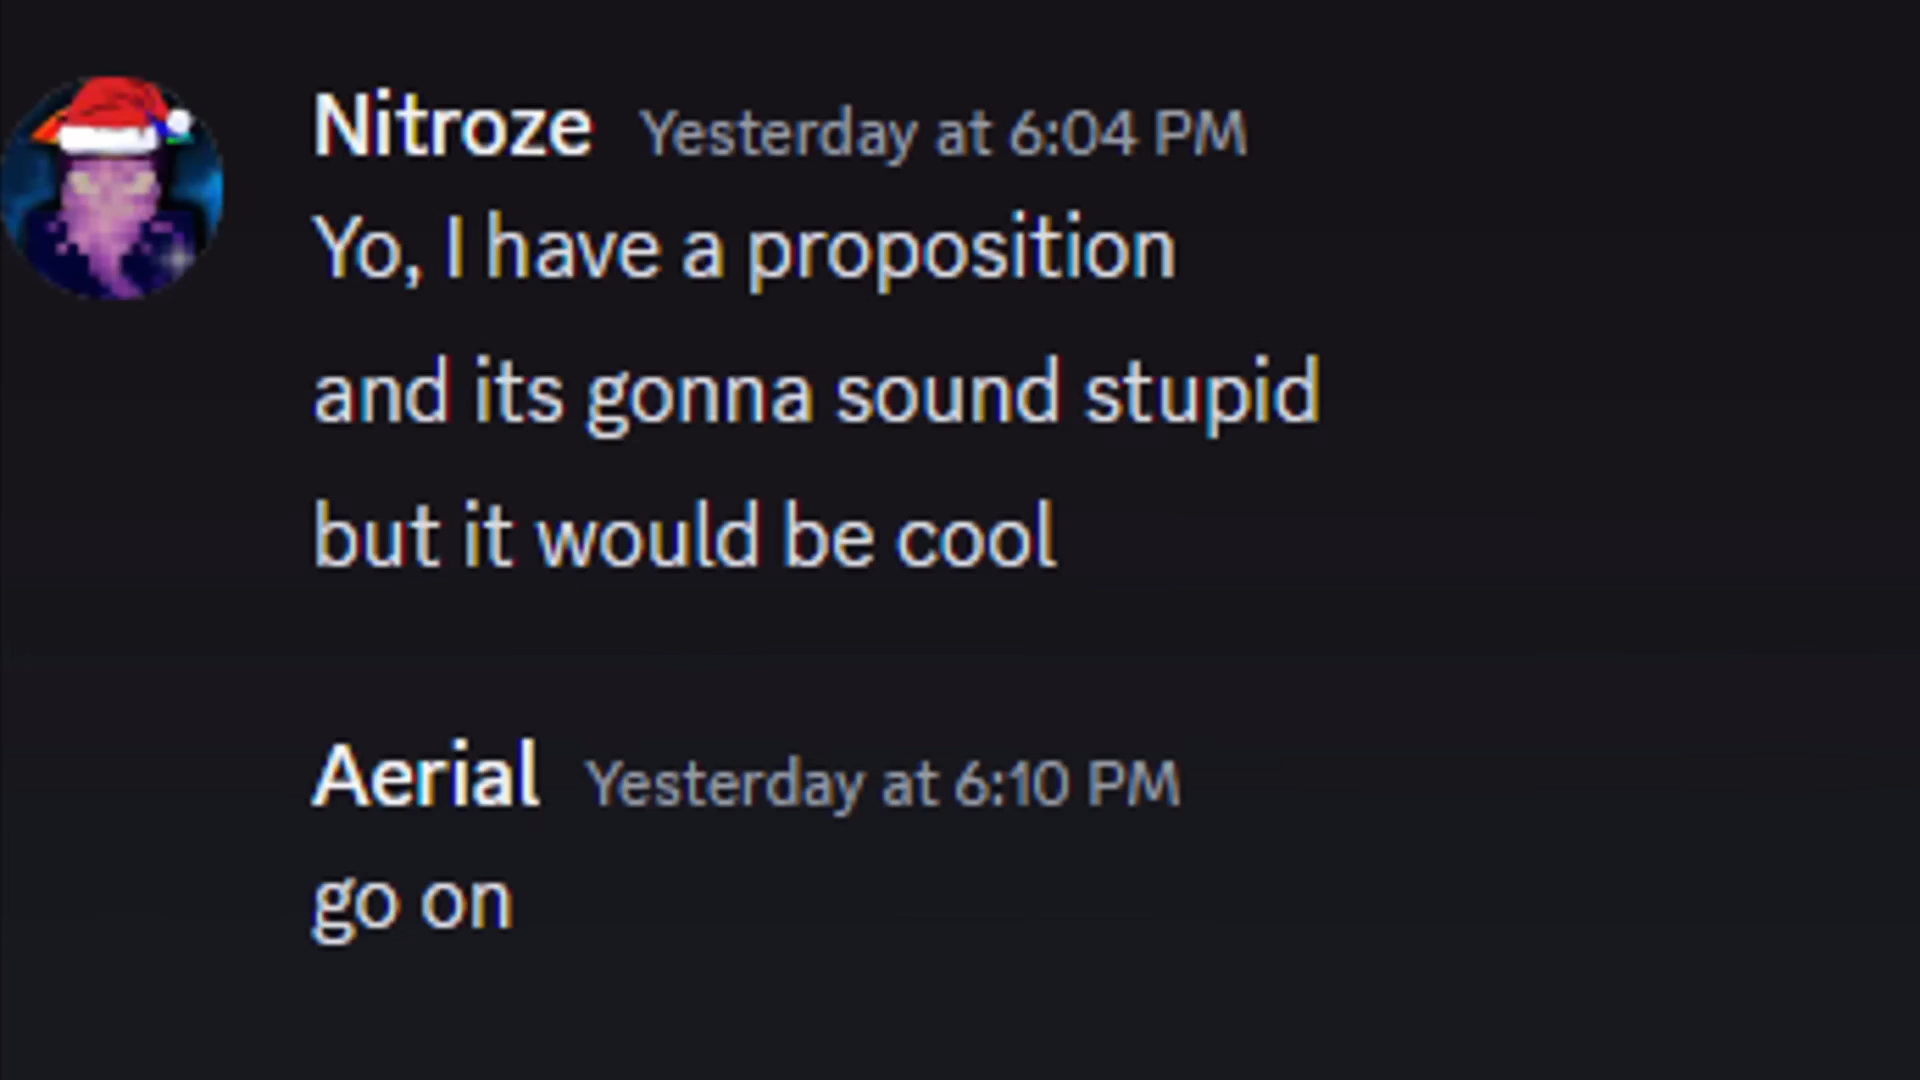 Nitroze Yesterday at 6:04 PM
Yo, I have a proposition
and its gonna sound stupid
but it would be cool
Aerial Yesterday at 6:10 PM
go on